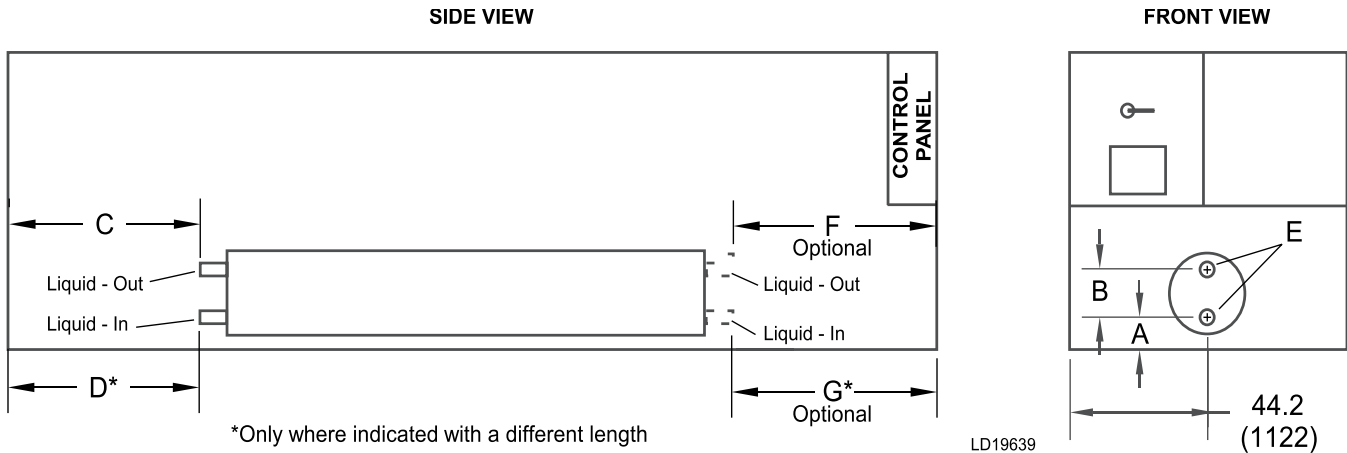 SIDE VIEW
FRONT VIEW
CONTROL
PANEL
C
F
Optional
Liquid - Out
Liquid - In
Liquid - Out
Liquid - In
D*
G*
Optional
*Only where indicated with a different length
LD19639
E
B
A
44.2
(1122)